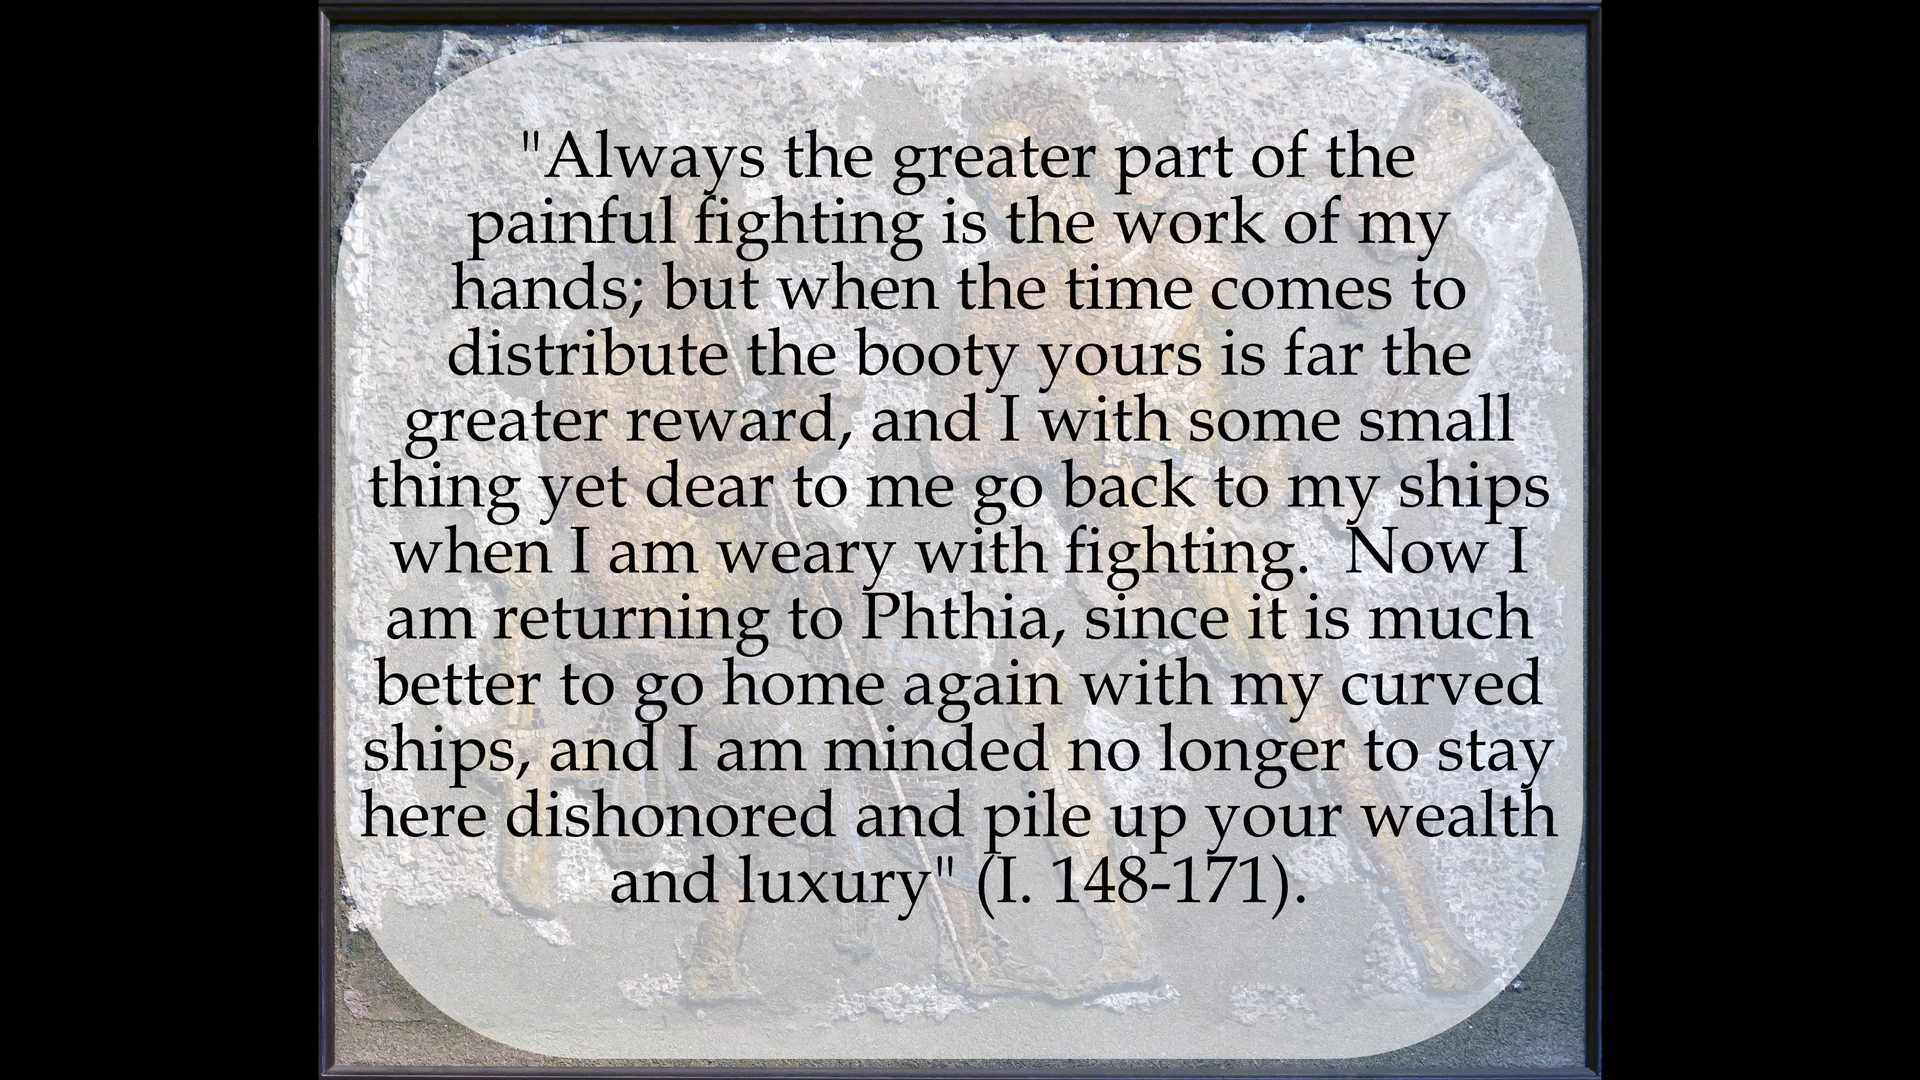 "Always the greater part of the
painful fighting is the work of my
hands; but when the time comes to
distribute the booty yours is far the
greater reward, and I with some small
thing yet dear to me go back to my ships
when I am weary with fighting.  Now I
am returning to Phthia, since it is much
better to go home again with my curved
ships, and I am minded no longer to stay
here dishonored and pile up your wealth
and luxury" (I. 148-171).